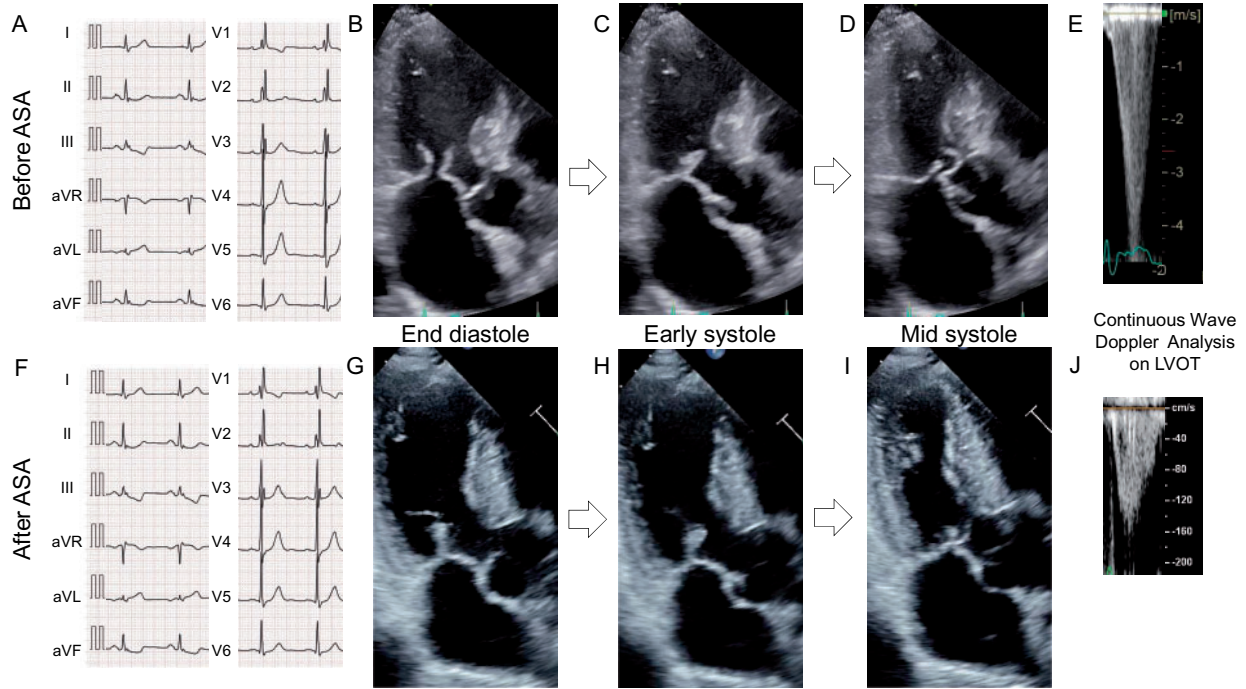 A
Before ASA
I
II
III
aVR
aVL
aVF
V1
V2
V3
V4
V5
V6
B
C
D
E
[m/s]
-1
-2
-3
-4
-2
End diastole
Early systole
Mid systole
Continuous Wave
Doppler Analysis
on LVOT
F
After ASA
I
II
III
aVR
aVL
aVF
V1
V2
V3
V4
V5
V6
G
H
I
J
cm/s
-40
-80
-120
-160
-200